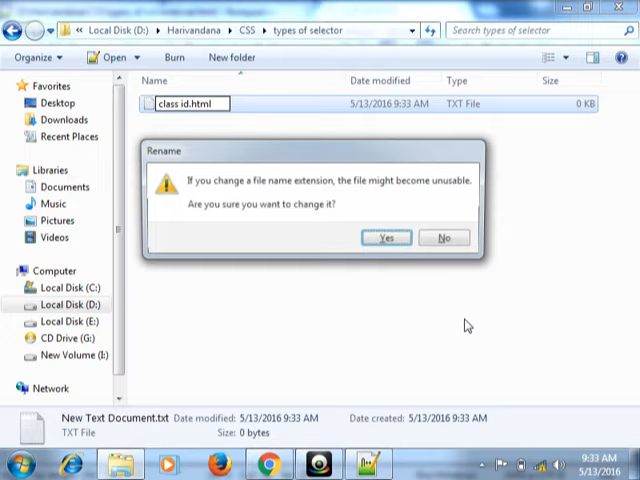 « Local Disk (D:) ▸ Harivandana ▸ CSS ▸ types of selector
Search types of selector
Organize
Open
Burn
New folder
Name
Date modified
Type
Size
class id.html
5/13/2016 9:33 AM
TXT File
0 KB
Favorites
Desktop
Downloads
Recent Places
Libraries
Documents
Music
Pictures
Videos
Computer
Local Disk (C:)
Local Disk (D:)
Local Disk (E:)
CD Drive (G:)
New Volume (I:)
Network
Rename
If you change a file name extension, the file might become unusable.
Are you sure you want to change it?
Yes
No
New Text Document.txt Date modified: 5/13/2016 9:33 AM
Date created: 5/13/2016 9:33 AM
TXT File
Size: 0 bytes
9:33 AM
5/13/2016